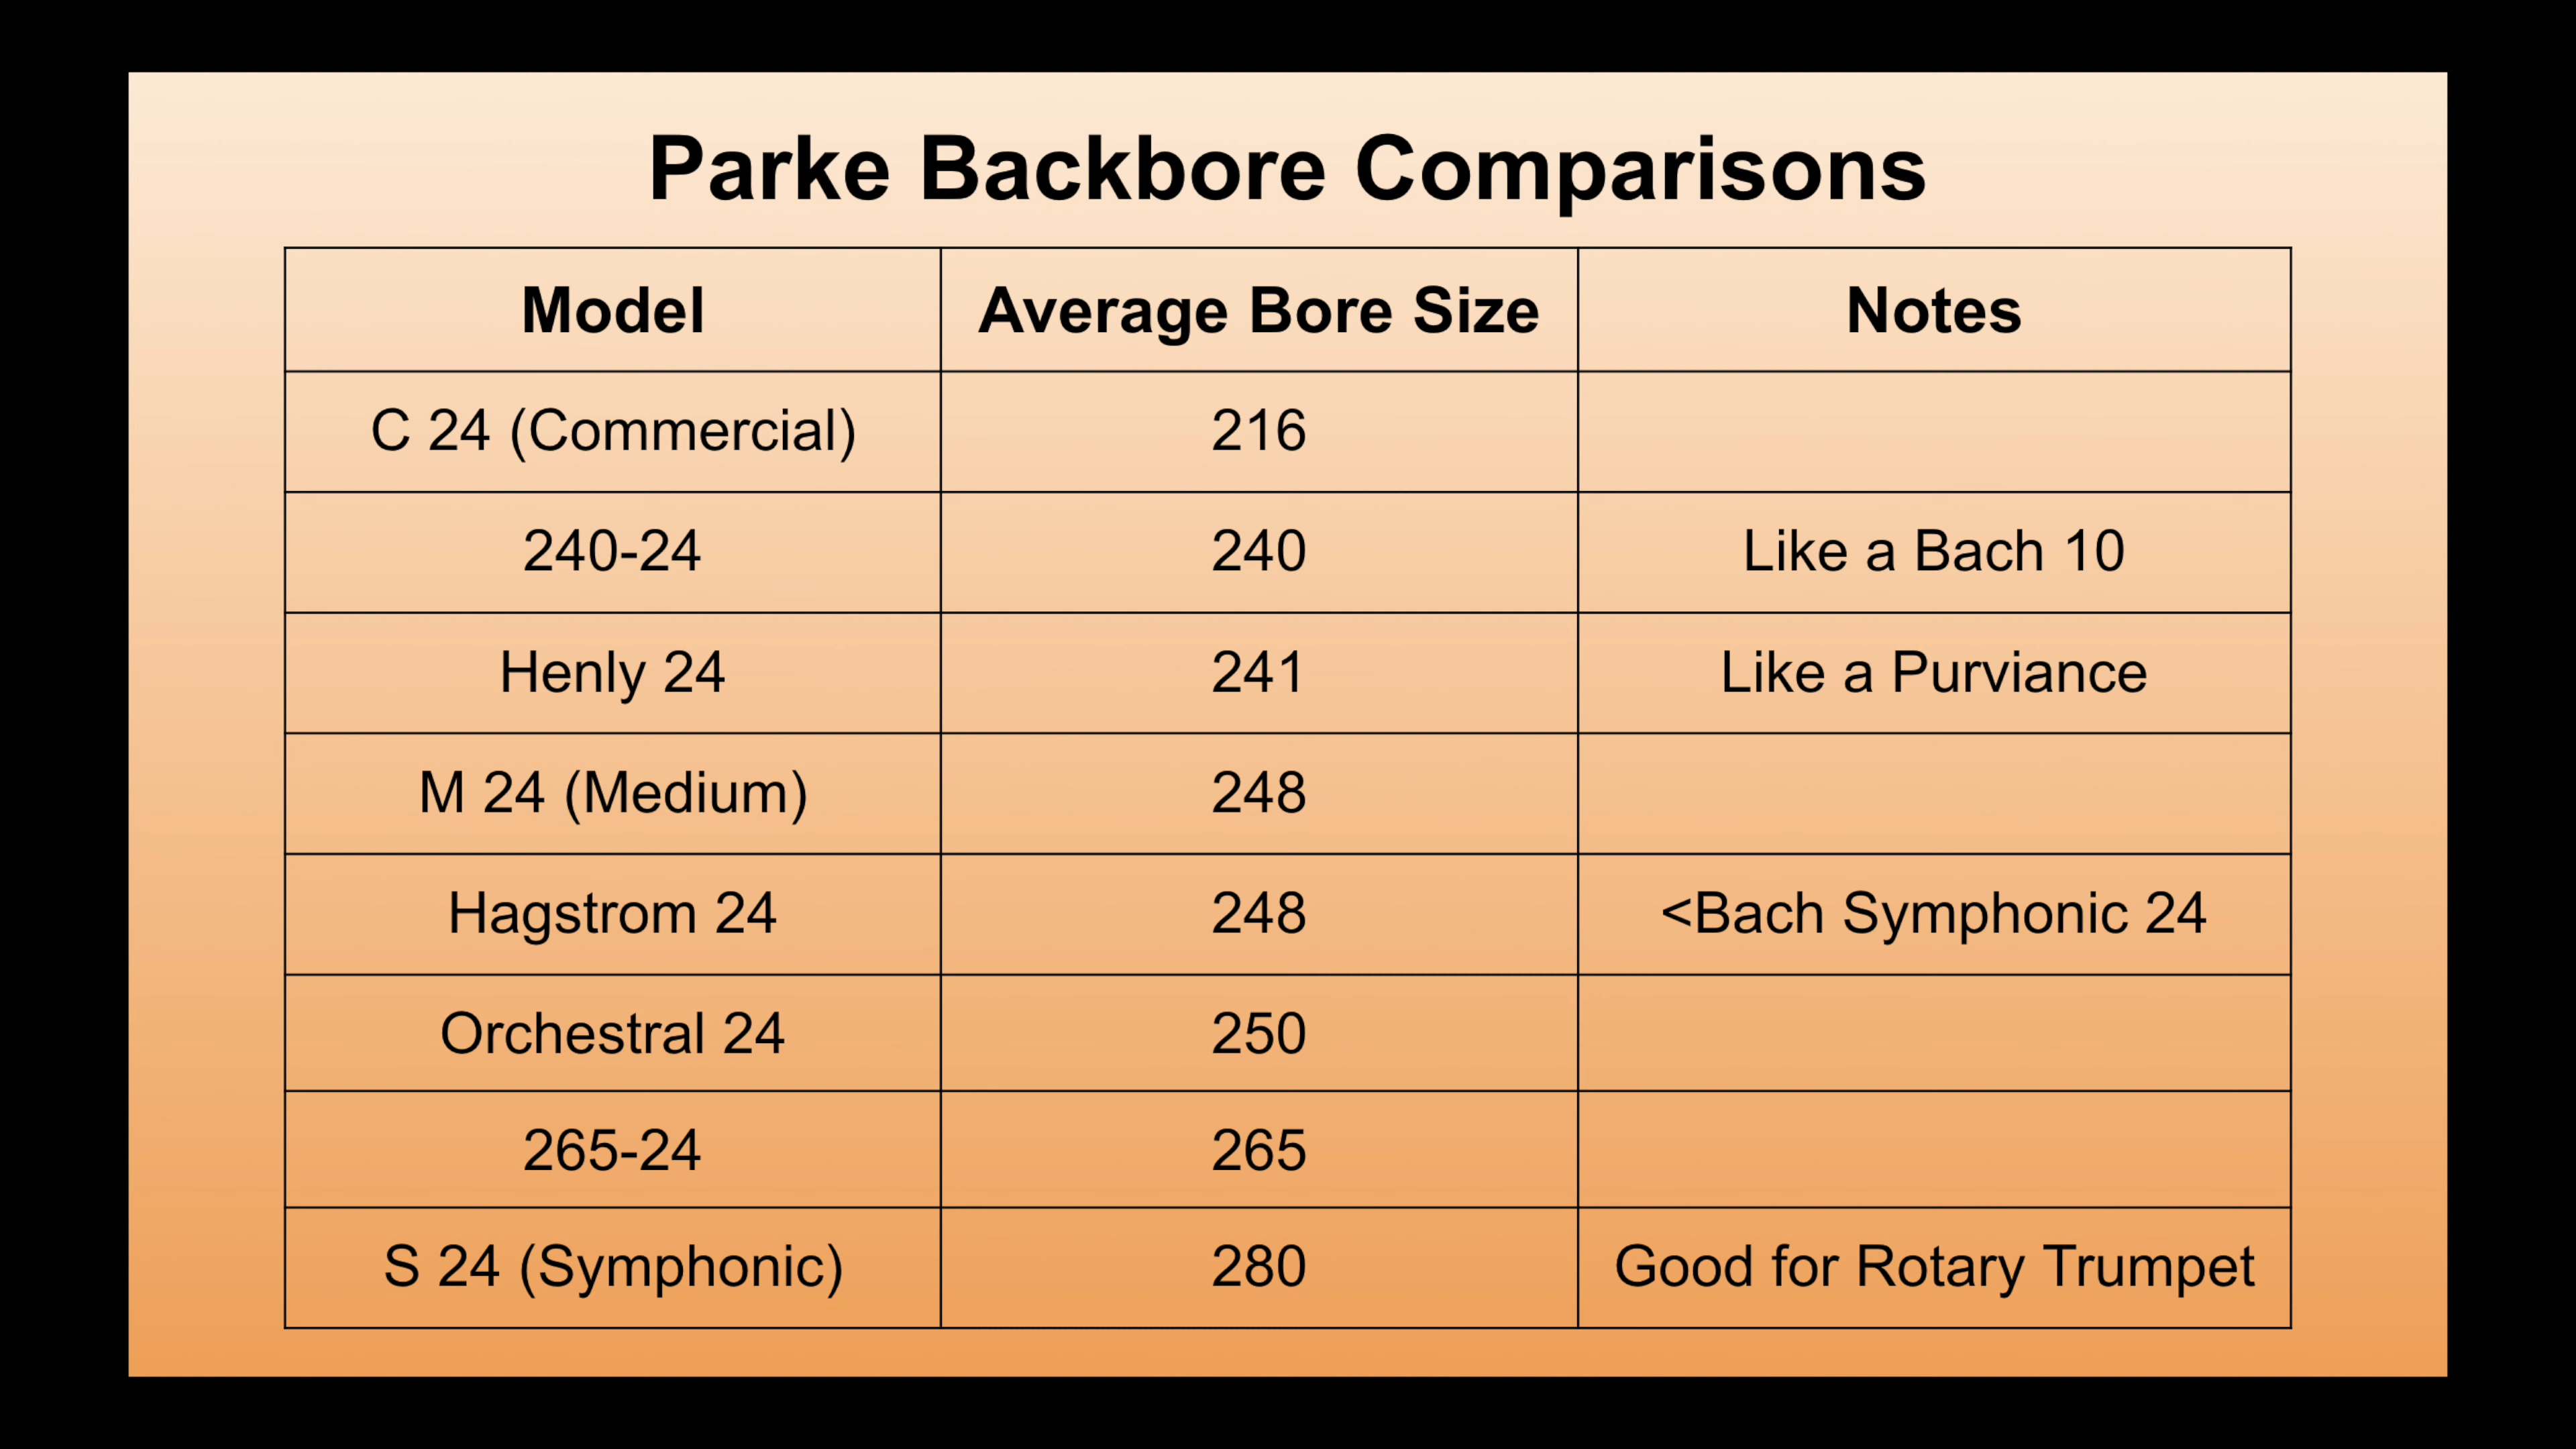 Parke Backbore Comparisons
Model Average Bore Size Notes
C 24 (Commercial) 216
240-24 240 Like a Bach 10
Henly 24 241 Like a Purviance
M 24 (Medium) 248
Hagstrom 24 248 <Bach Symphonic 24
Orchestral 24 250
265-24 265
S 24 (Symphonic) 280 Good for Rotary Trumpet